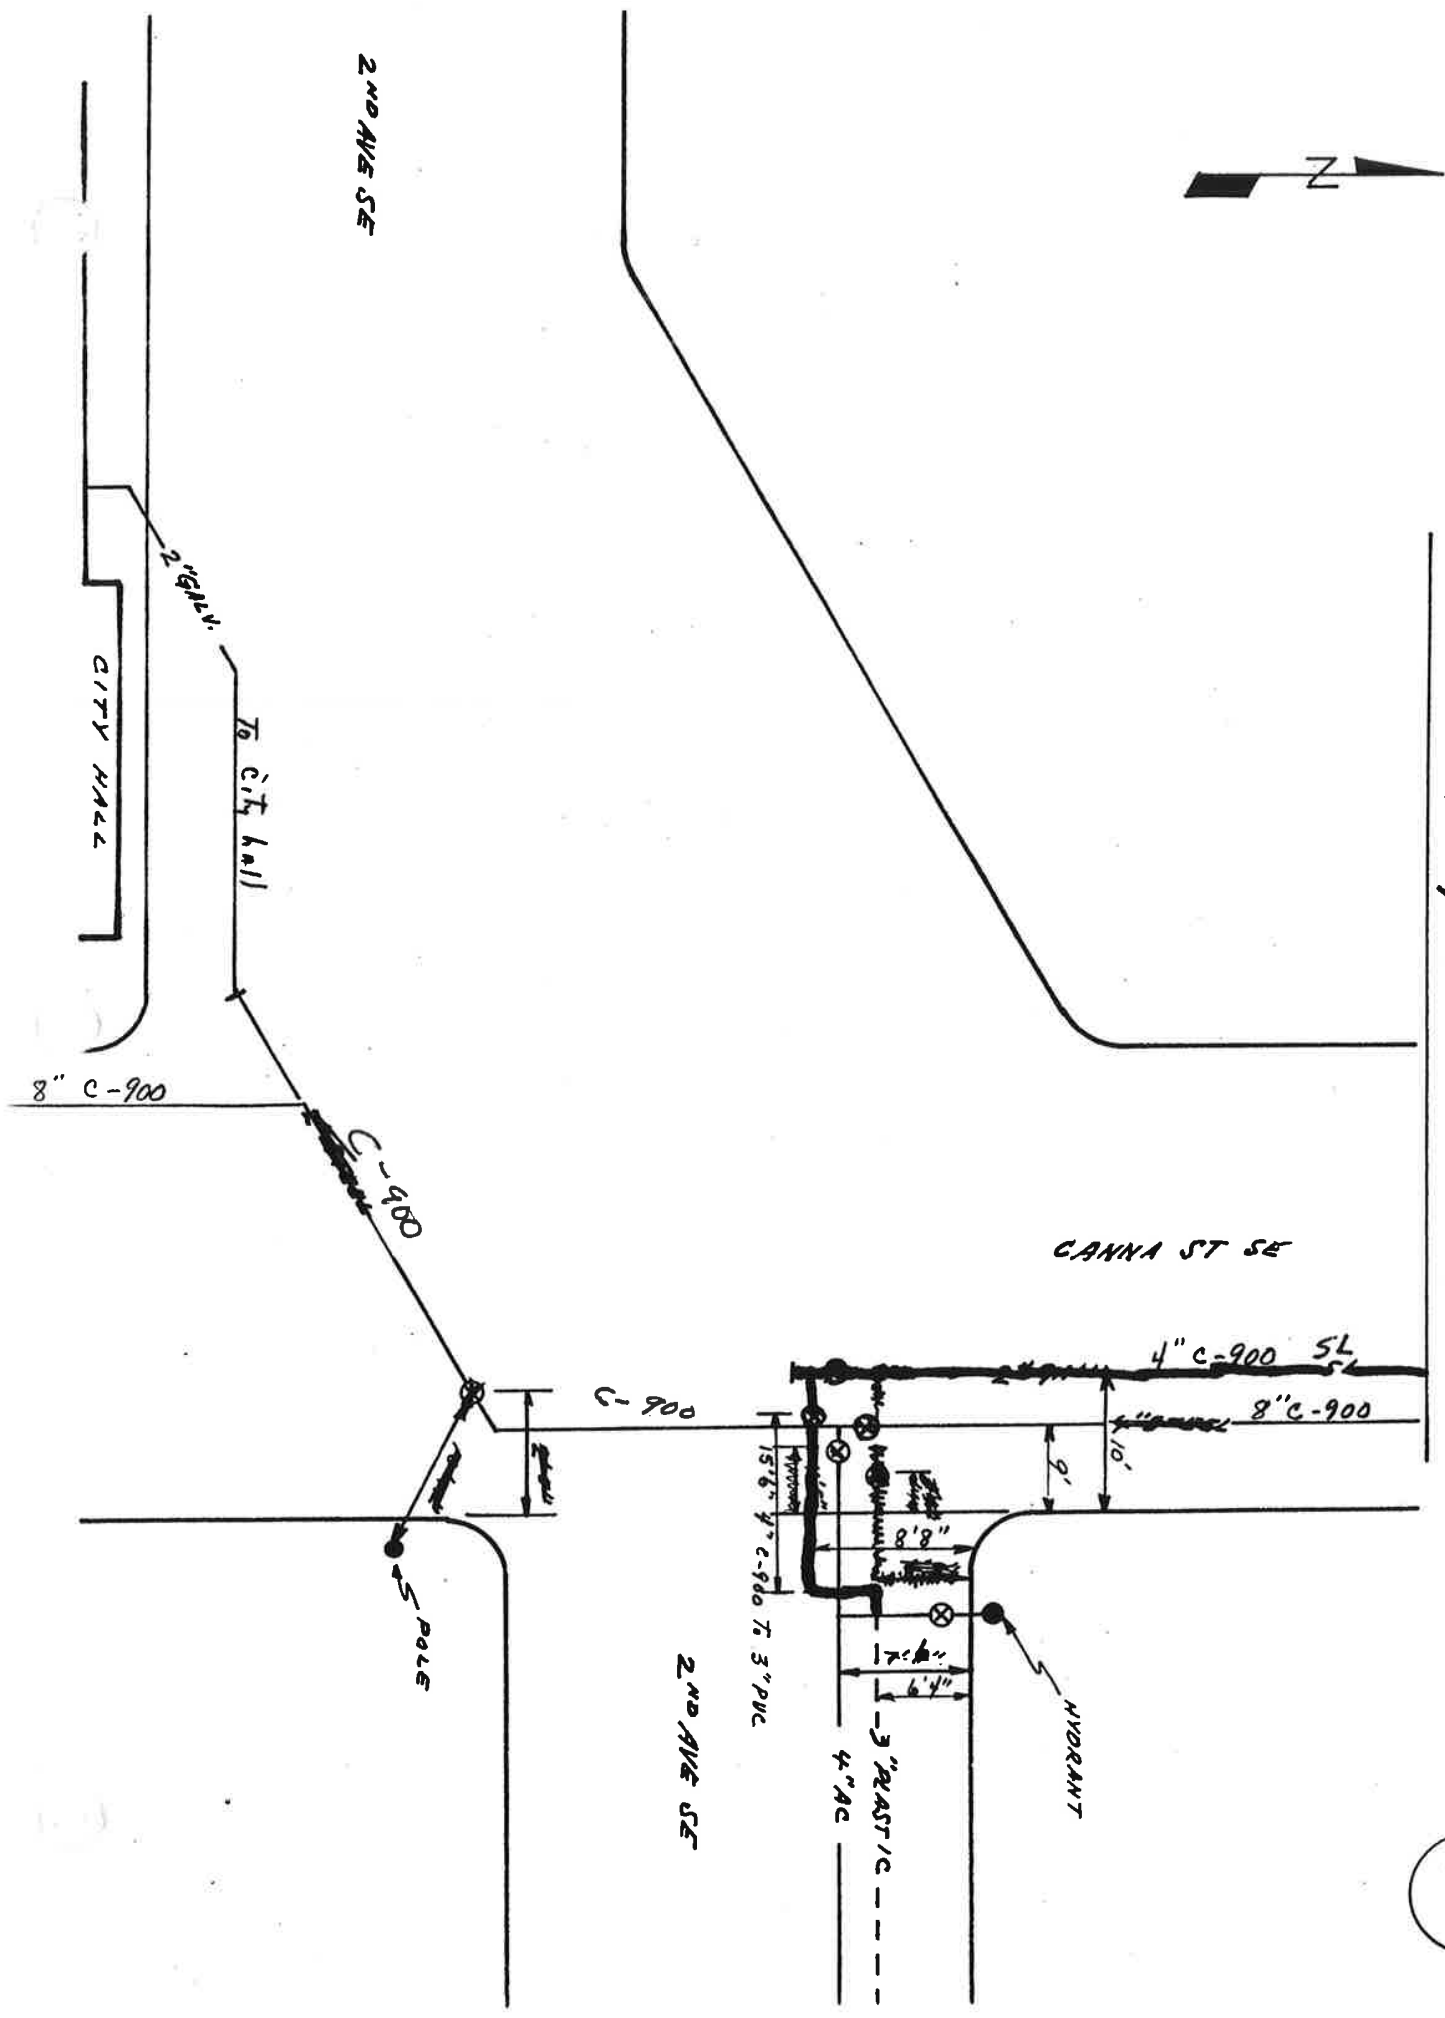 2ND AVE SE
N
2" GALV.
CITY HALL
To City hall
8" C-900
C-900
CANNA ST SE
4" C-900 SL
8" C-900
C-900
10'
9'
8'8"
15'6" 4" C-900 To 3" PVC
6'4"
POLE
HYDRANT
2ND AVE SE
3" PLASTIC
4" AC